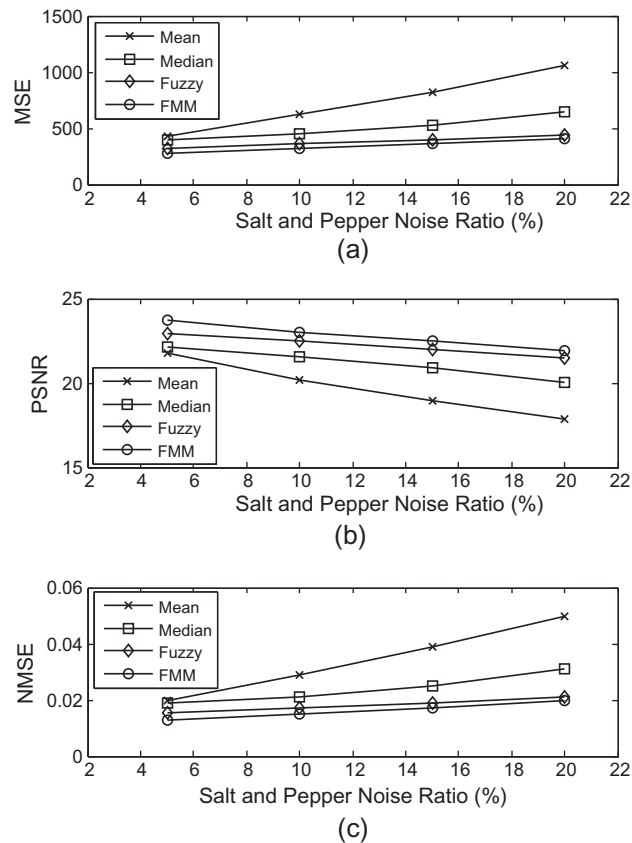 1500
1000
500
0
MSE
Mean
Median
Fuzzy
FMM
2 4 6 8 10 12 14 16 18 20 22
Salt and Pepper Noise Ratio (%)
(a)
25
20
15
PSNR
Mean
Median
Fuzzy
FMM
2 4 6 8 10 12 14 16 18 20 22
Salt and Pepper Noise Ratio (%)
(b)
0.06
0.04
0.02
0
NMSE
Mean
Median
Fuzzy
FMM
2 4 6 8 10 12 14 16 18 20 22
Salt and Pepper Noise Ratio (%)
(c)